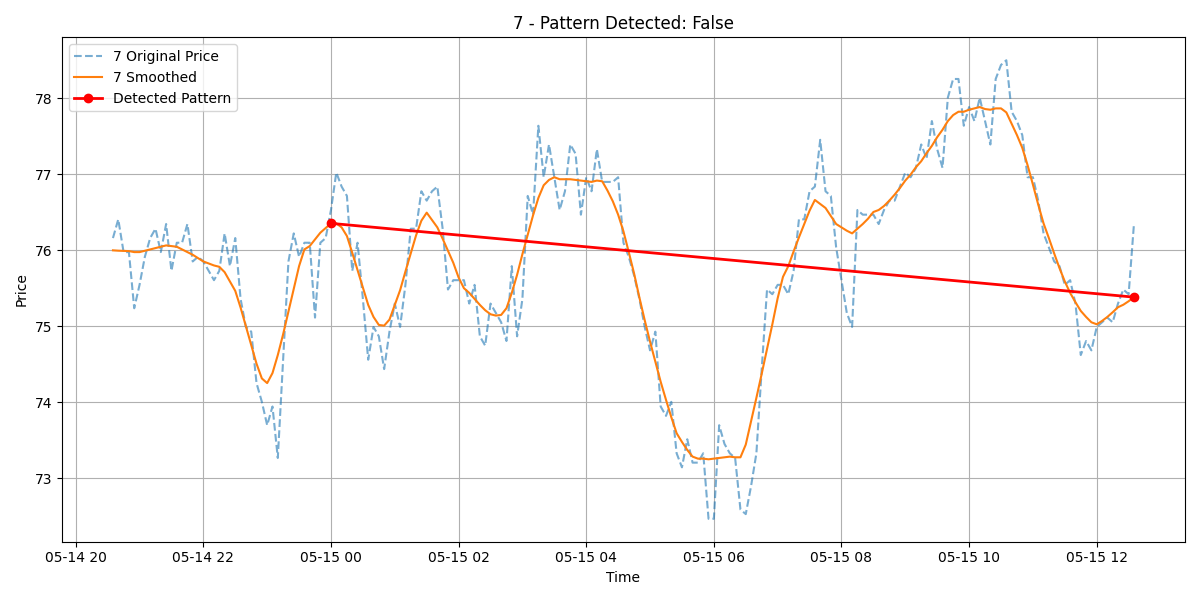 7 - Pattern Detected: False
7 Original Price
7 Smoothed
Detected Pattern
Price
78
77
76
75
74
73
05-14 20 05-14 22 05-15 00 05-15 02 05-15 04 05-15 06 05-15 08 05-15 10 05-15 12
Time